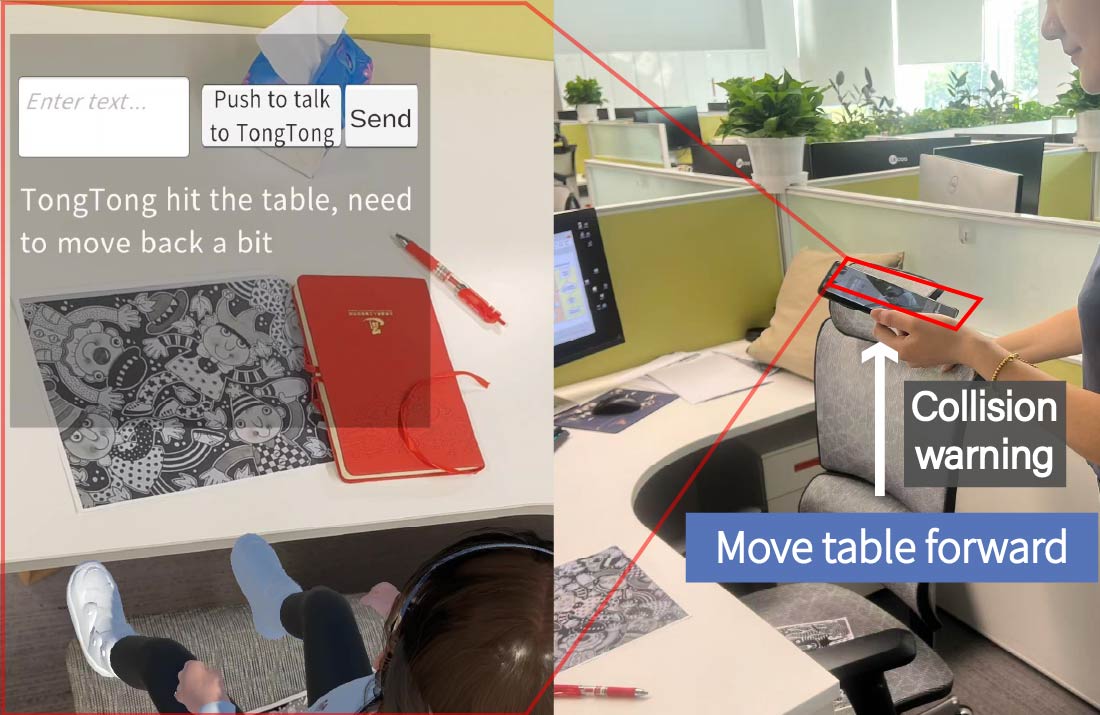 Enter text...
Push to talk
to TongTong
Send
TongTong hit the table, need
to move back a bit
Collision
warning
Move table forward